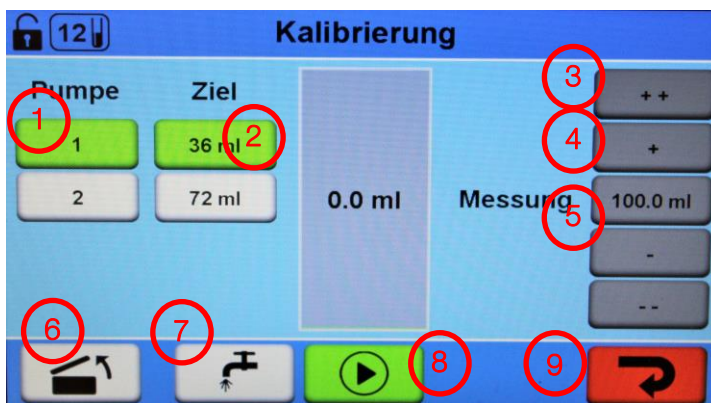 12 Kalibrierung
Pumpe Ziel
1 36 ml
2 72 ml
0.0 ml
Messung
++
+
100.0 ml
-
--
1
2
3
4
5
6
7
8
9